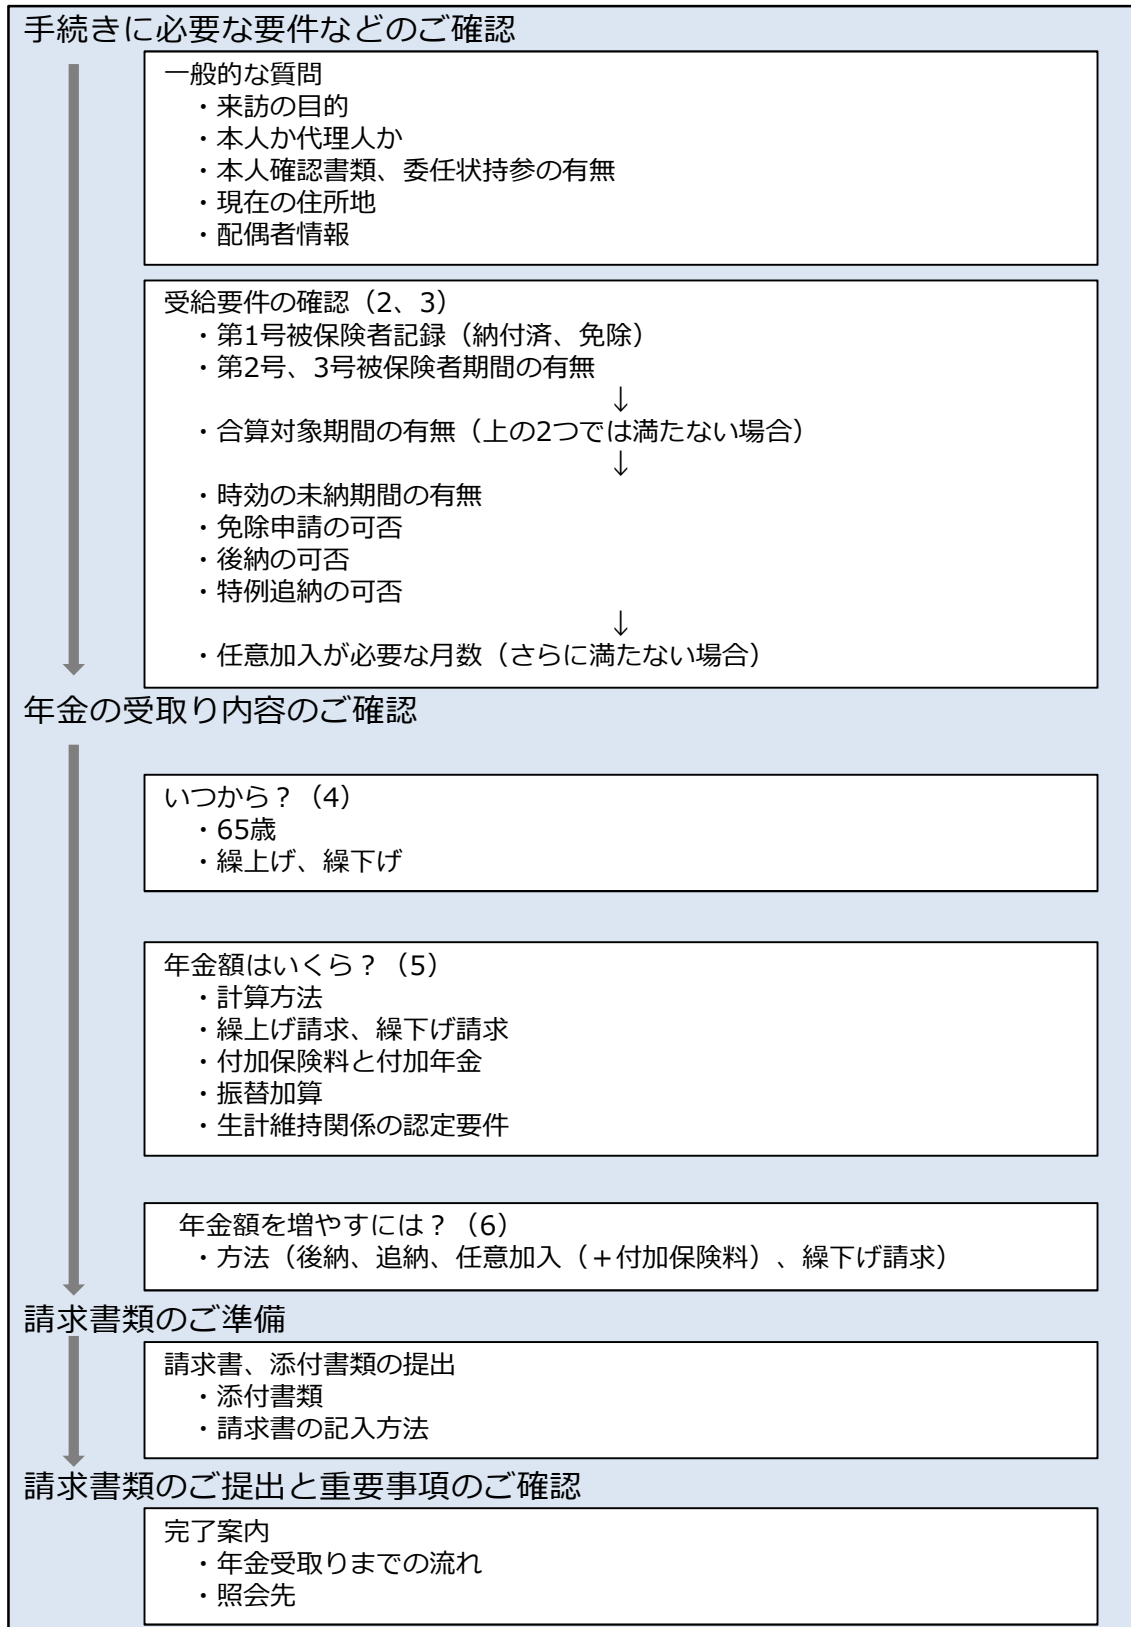 手続きに必要な要件などのご確認
一般的な質問
・来訪の目的
・本人か代理人か
・本人確認書類、委任状持参の有無
・現在の住所地
・配偶者情報
受給要件の確認（2、3）
・第1号被保険者記録（納付済、免除）
・第2号、3号被保険者期間の有無
↓
・合算対象期間の有無（上の2つでは満たない場合）
↓
・時効の未納期間の有無
・免除申請の可否
・後納の可否
・特例追納の可否
↓
・任意加入が必要な月数（さらに満たない場合）
年金の受取り内容のご確認
いつから？（4）
・65歳
・繰上げ、繰下げ
年金額はいくら？（5）
・計算方法
・繰上げ請求、繰下げ請求
・付加保険料と付加年金
・振替加算
・生計維持関係の認定要件
年金額を増やすには？（6）
・方法（後納、追納、任意加入（＋付加保険料）、繰下げ請求）
請求書類のご準備
請求書、添付書類の提出
・添付書類
・請求書の記入方法
請求書類のご提出と重要事項のご確認
完了案内
・年金受取りまでの流れ
・照会先